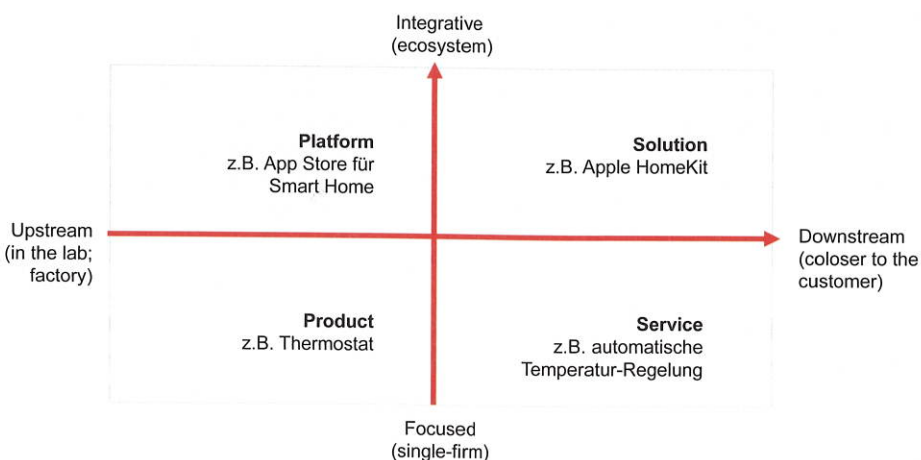 Integrative
(ecosystem)
Platform
z.B. App Store für
Smart Home
Solution
z.B. Apple HomeKit
Upstream
(in the lab;
factory)
Downstream
(coloser to the
customer)
Product
z.B. Thermostat
Service
z.B. automatische
Temperatur-Regelung
Focused
(single-firm)